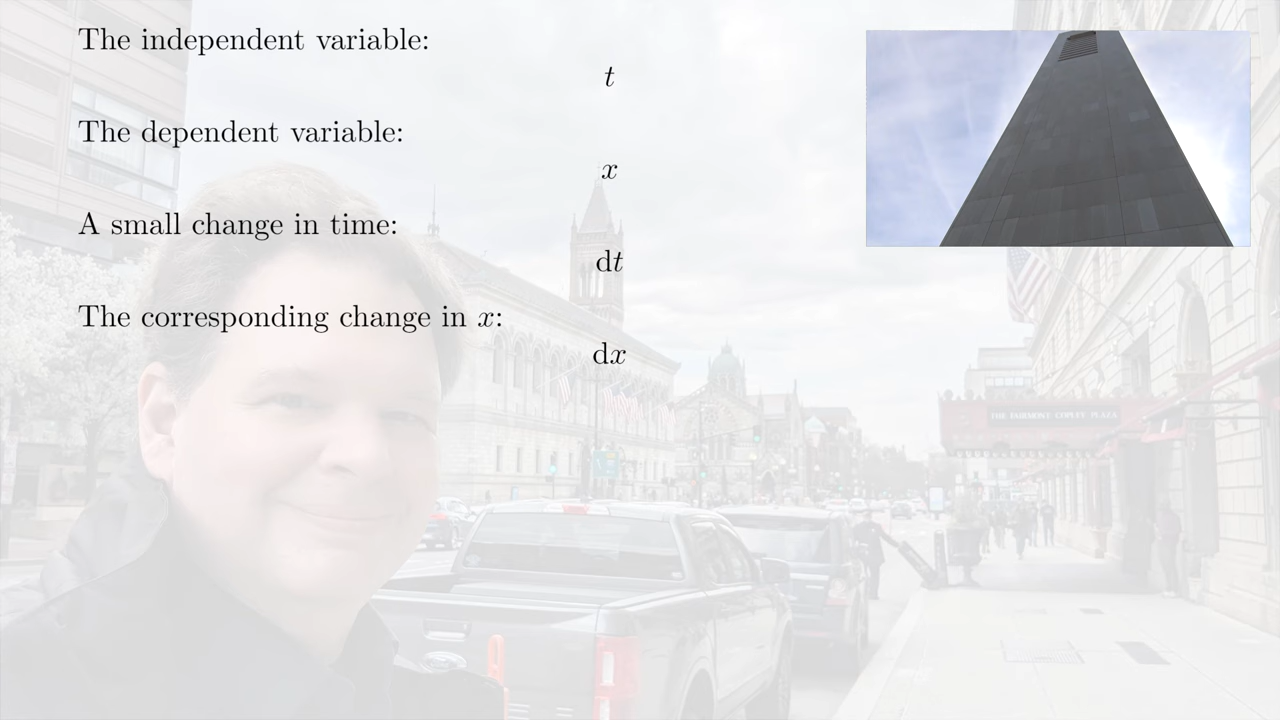 The independent variable:
t
The dependent variable:
x
A small change in time:
dt
The corresponding change in x:
dx
THE FAIRMONT COPLEY PLAZA